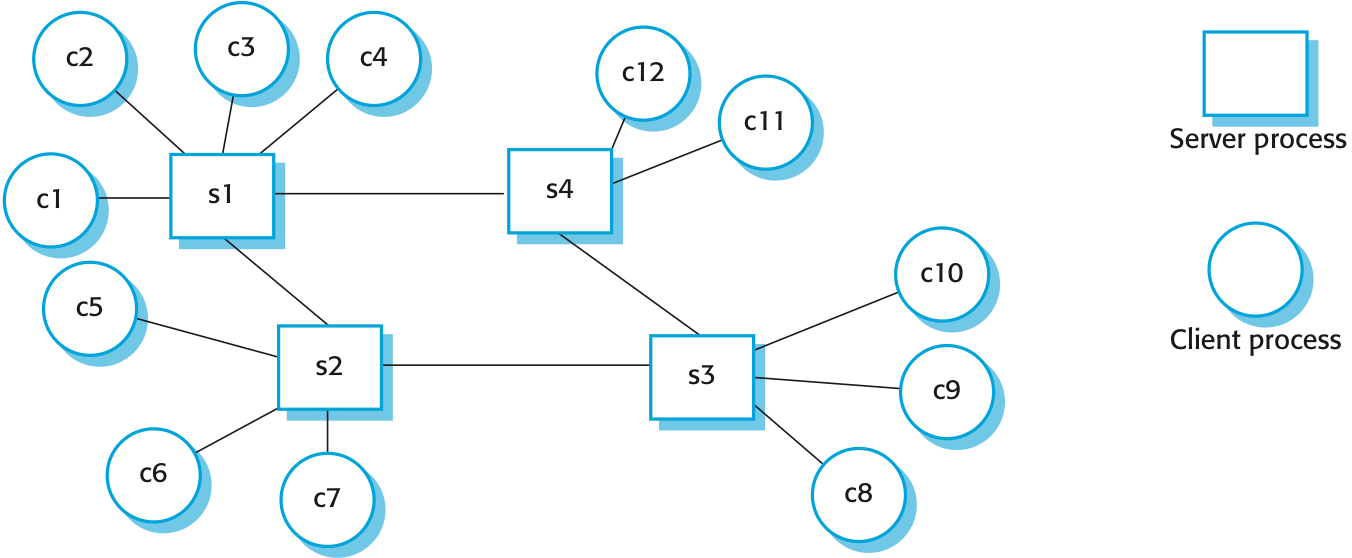 c2
c3
c4
c12
c11
c1
s1
s4
c5
c10
s2
s3
c9
c6
c7
c8
Server process
Client process